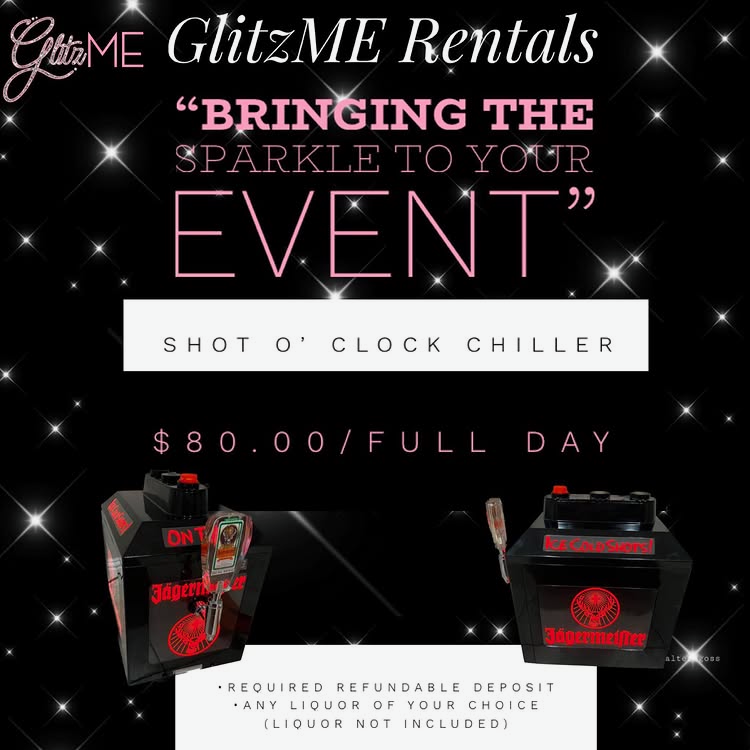 GlitzME
GlitzME Rentals
“BRINGING THE
SPARKLE TO YOUR
EVENT”
SHOT O’ CLOCK CHILLER
$80.00/FULL DAY
ON T
Jägermeister
Ice Cold Shots!
Jägermeister
•REQUIRED REFUNDABLE DEPOSIT
•ANY LIQUOR OF YOUR CHOICE
(LIQUOR NOT INCLUDED)